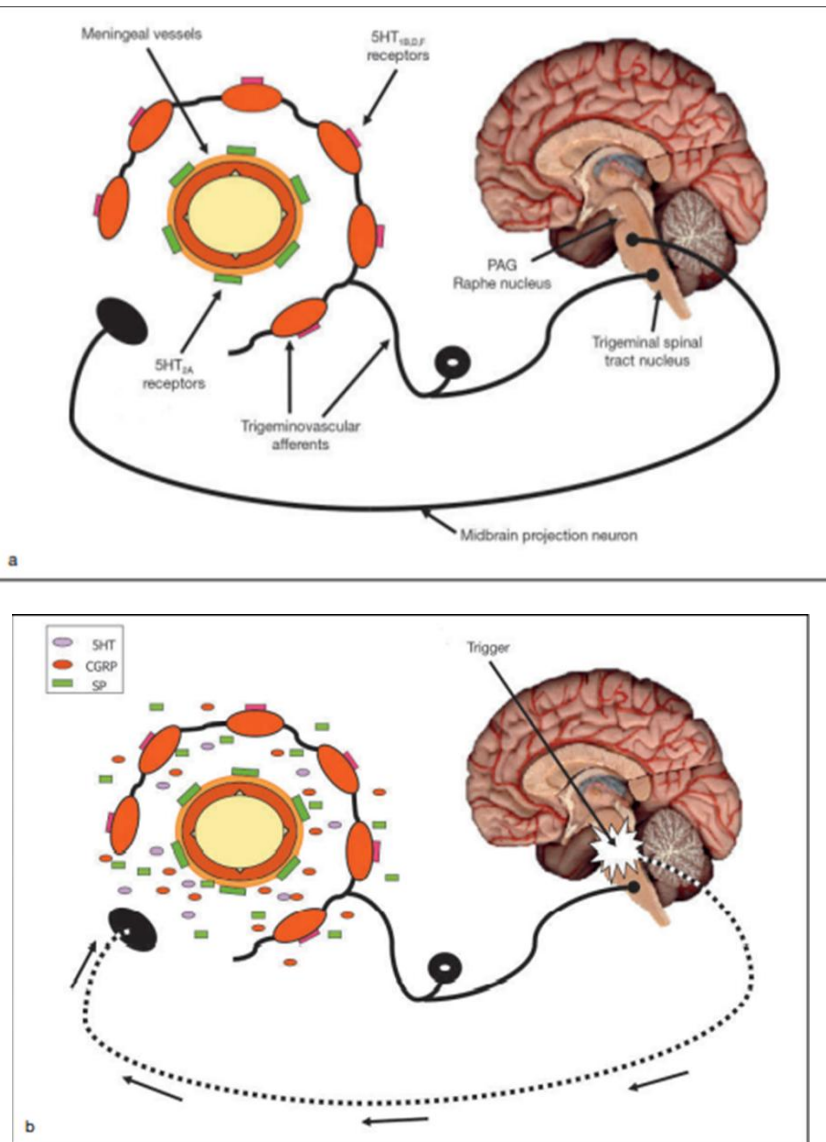 Meningeal vessels
5HT1B,D,F
receptors
PAG
Raphe nucleus
Trigeminal spinal
tract nucleus
5HT2A
receptors
Trigeminovascular
afferents
Midbrain projection neuron
a
5HT
CGRP
SP
Trigger
b